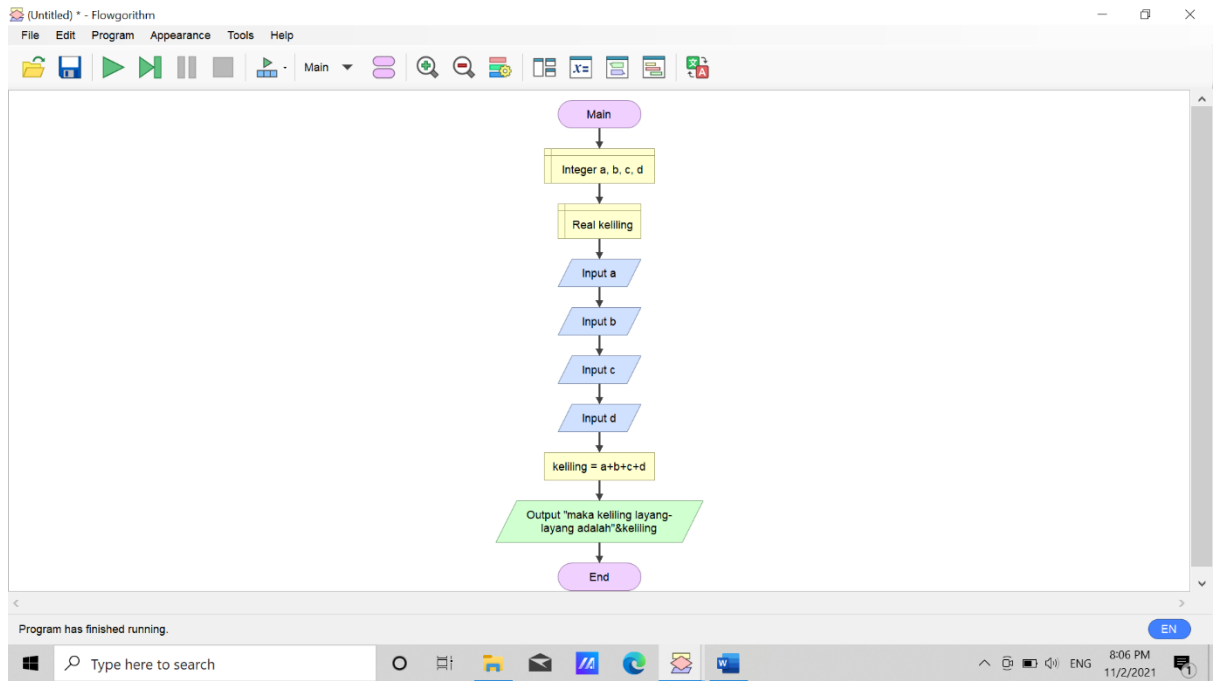 (Untitled) * - Flowgorithm
File Edit Program Appearance Tools Help
Main
x=
文 A
Main
Integer a, b, c, d
Real keliling
Input a
Input b
Input c
Input d
keliling = a+b+c+d
Output "maka keliling layang-
layang adalah"&keliling
End
Program has finished running.
EN
Type here to search
W
ENG
8:06 PM
11/2/2021
1